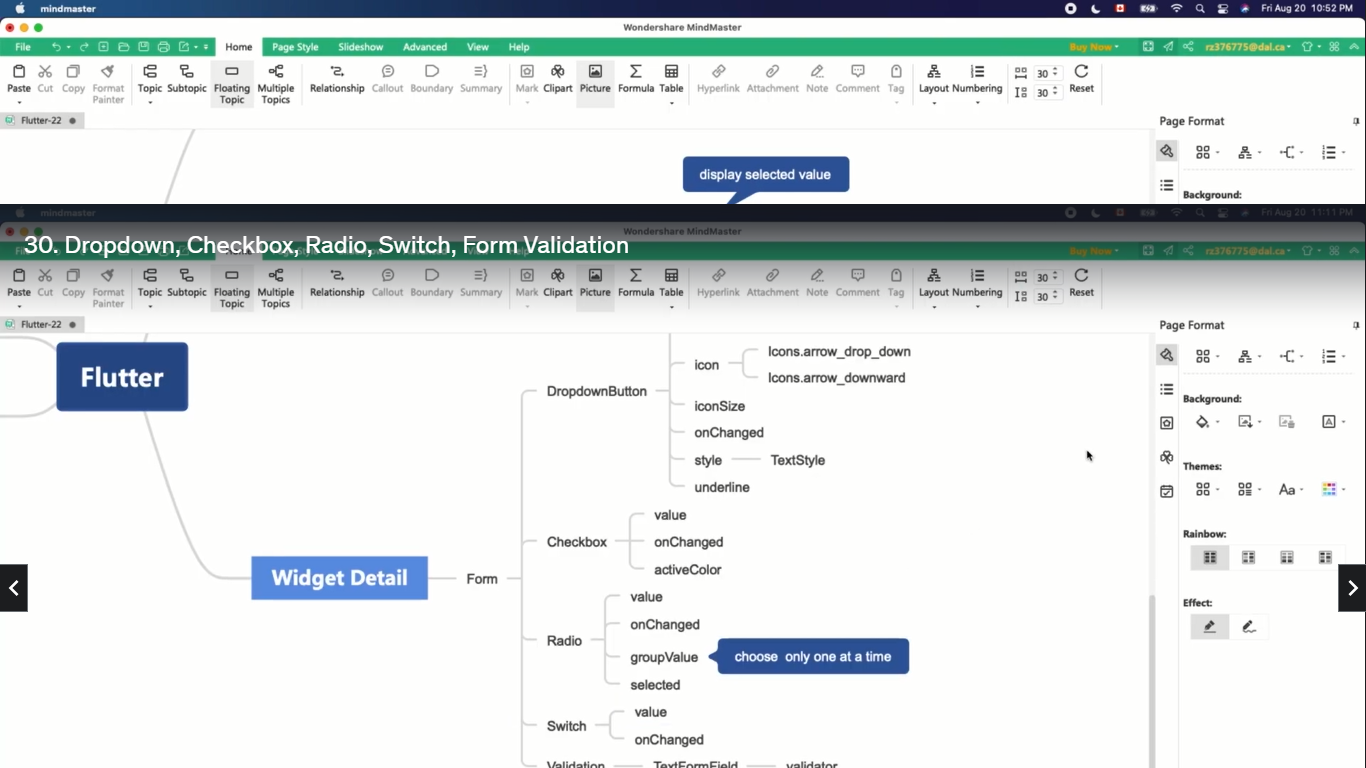 mindmaster
Fri Aug 20 10:52 PM
Wondershare MindMaster
File Home Page Style Slideshow Advanced View Help Buy Now rz376775@dal.ca
Paste Cut Copy Format Painter Topic Subtopic Floating Topic Multiple Topics Relationship Callout Boundary Summary Mark Clipart Picture Formula Table Hyperlink Attachment Note Comment Tag Layout Numbering 30 30 Reset
Flutter-22
Page Format
display selected value
Background:
mindmaster
Fri Aug 20 11:11 PM
Wondershare MindMaster
30. Dropdown, Checkbox, Radio, Switch, Form Validation
Buy Now rz376775@dal.ca
Paste Cut Copy Format Painter Topic Subtopic Floating Topic Multiple Topics Relationship Callout Boundary Summary Mark Clipart Picture Formula Table Hyperlink Attachment Note Comment Tag Layout Numbering 30 30 Reset
Flutter-22
Page Format
Flutter
Icons.arrow_drop_down
icon
Icons.arrow_downward
DropdownButton
iconSize
onChanged
style
TextStyle
underline
value
Checkbox
onChanged
activeColor
Widget Detail
Form
value
onChanged
Radio
groupValue
choose only one at a time
selected
value
Switch
onChanged
Validation
TextFormField
validator
Background:
Themes:
Aa
Rainbow:
Effect: